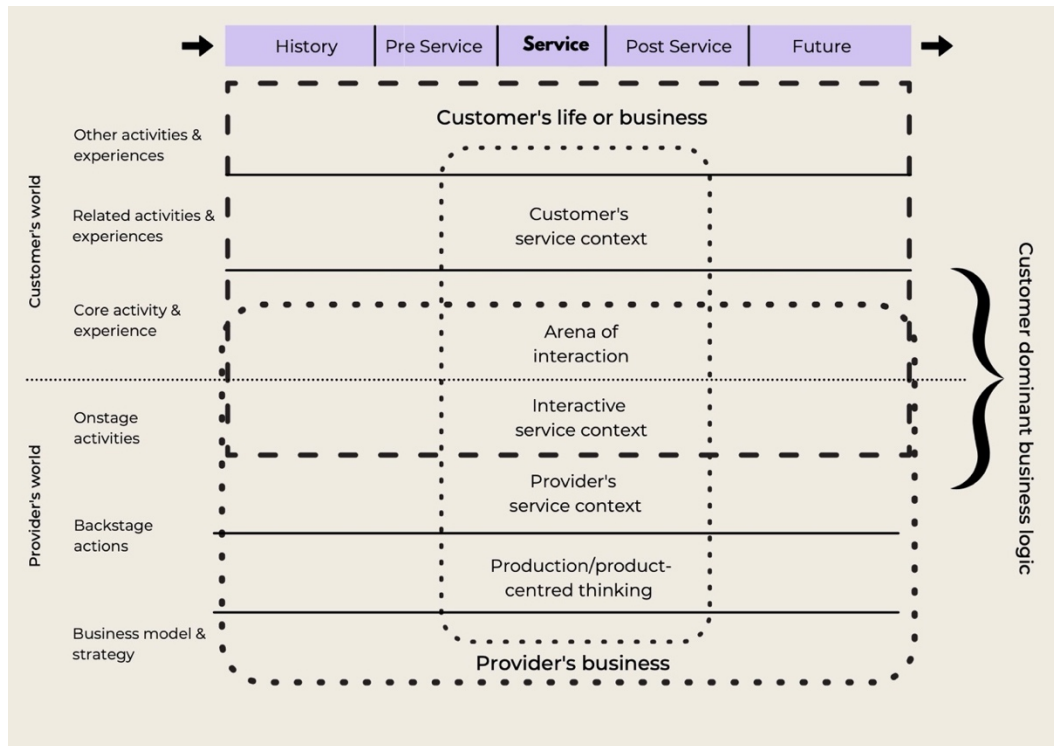 History
Pre Service
Service
Post Service
Future
Customer's life or business
Other activities &
experiences
Customer's world
Related activities &
experiences
Customer's
service context
Core activity &
experience
Arena of
interaction
Customer dominant business logic
Onstage
activities
Interactive
service context
Provider's world
Provider's
service context
Backstage
actions
Production/product-
centred thinking
Business model &
strategy
Provider's business